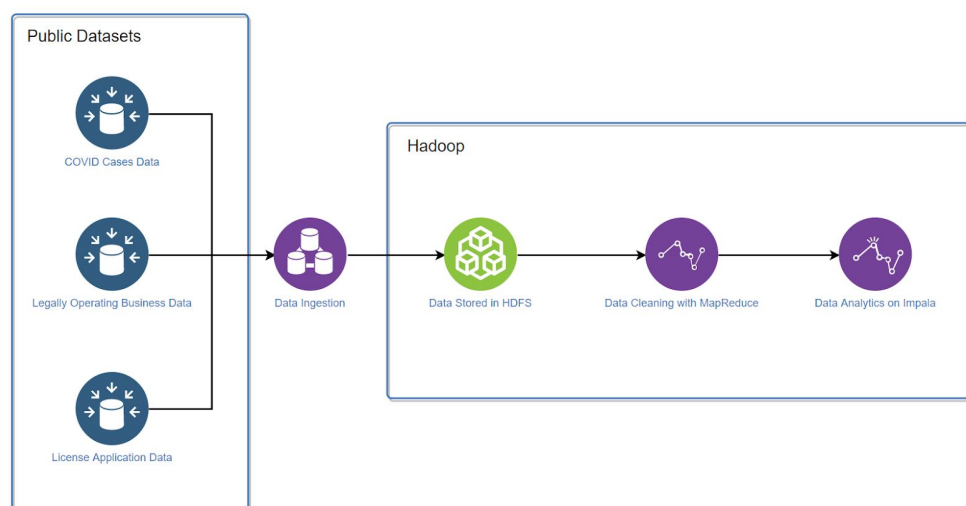 Public Datasets
COVID Cases Data
Legally Operating Business Data
License Application Data
Data Ingestion
Hadoop
Data Stored in HDFS
Data Cleaning with MapReduce
Data Analytics on Impala